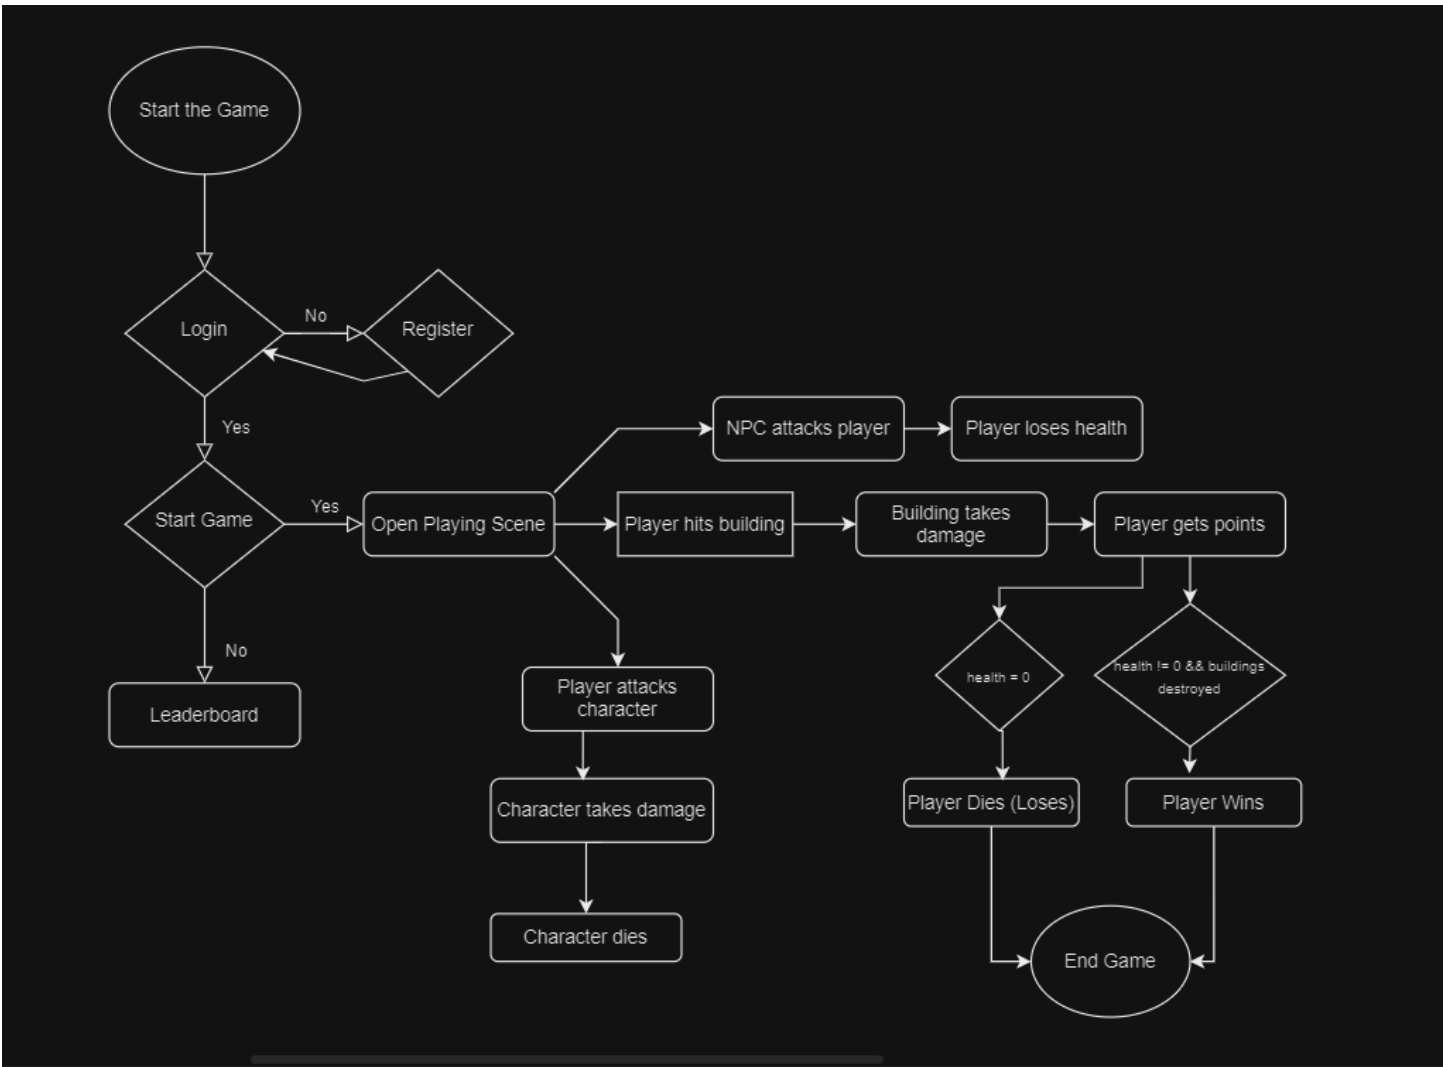 Start the Game
Login
No
Register
Yes
Start Game
Yes
Open Playing Scene
NPC attacks player
Player loses health
Player hits building
Building takes
damage
Player gets points
No
Leaderboard
Player attacks
character
Character takes damage
Character dies
health = 0
health != 0 && buildings
destroyed
Player Dies (Loses)
Player Wins
End Game